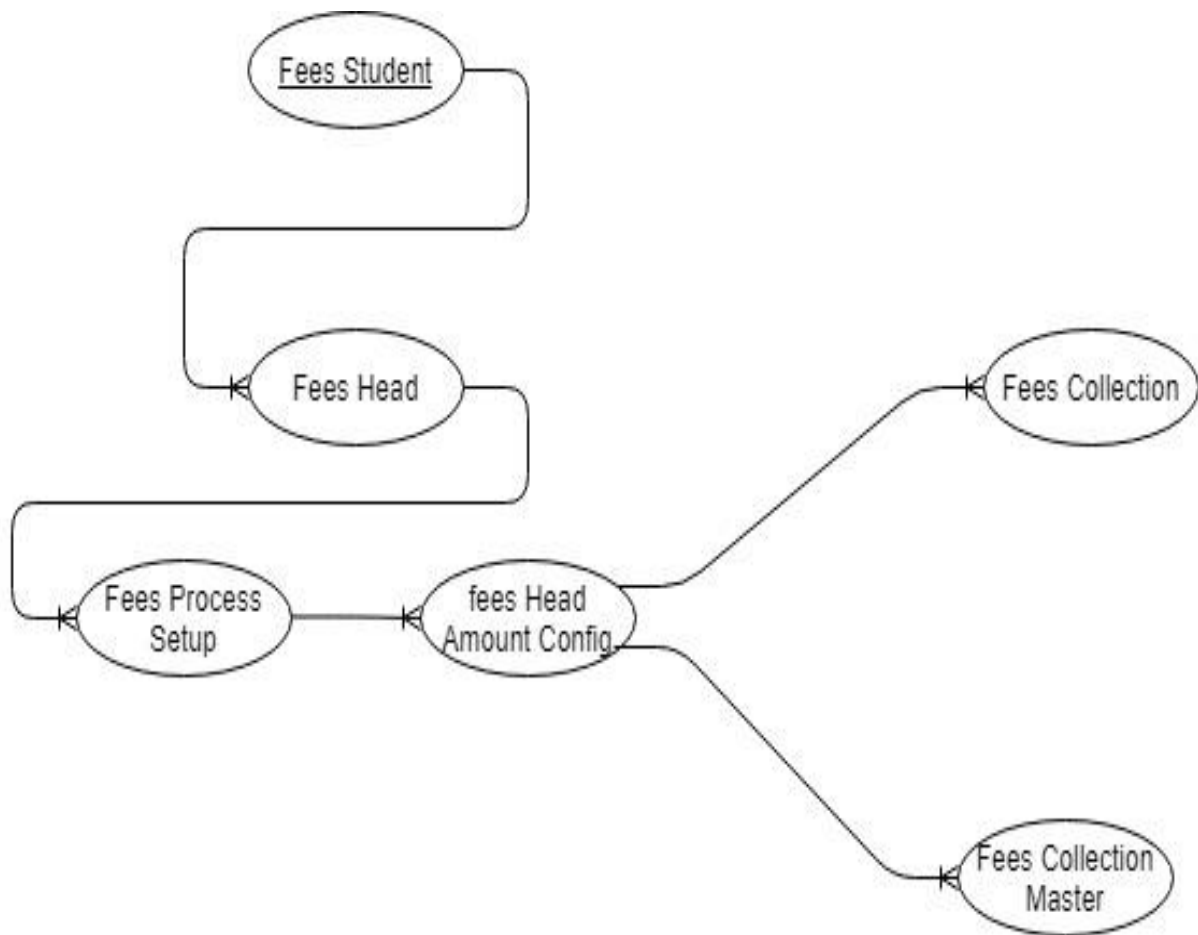 Fees Student
Fees Head
Fees Collection
Fees Process
Setup
fees Head
Amount Config
Fees Collection
Master